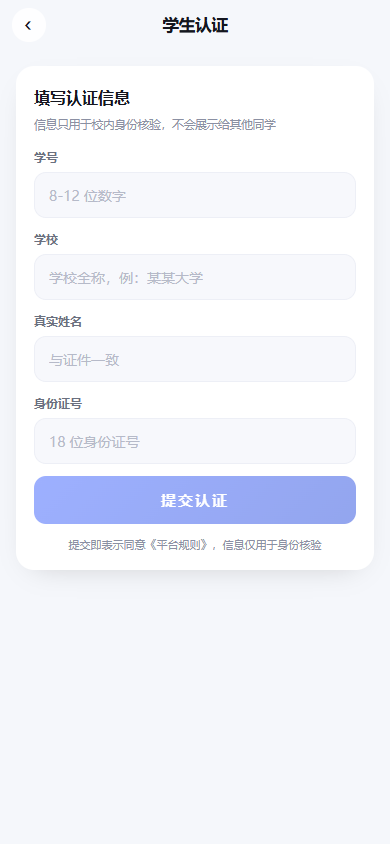 学生认证
填写认证信息
信息只用于校内身份核验，不会展示给其他同学
学号
8-12 位数字
学校
学校全称，例：某某大学
真实姓名
与证件一致
身份证号
18 位身份证号
提交认证
提交即表示同意《平台规则》，信息仅用于身份核验